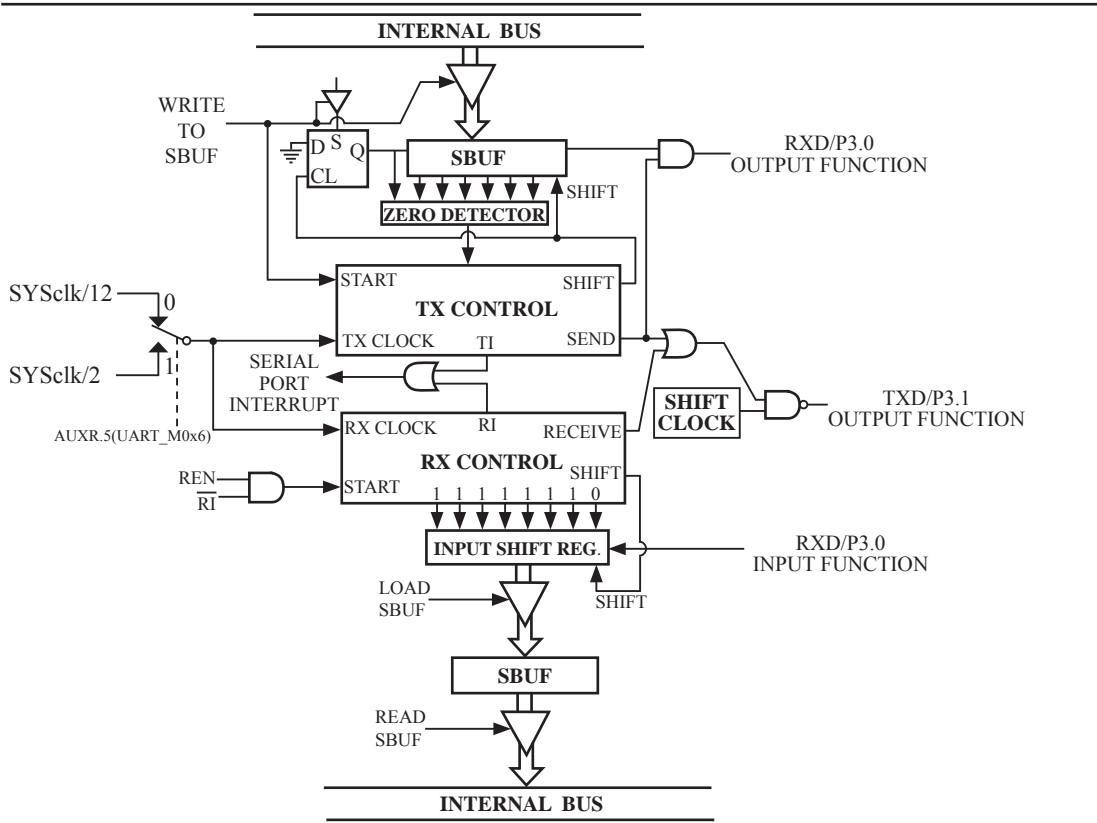 INTERNAL BUS
WRITE
TO
SBUF
D S Q
CL
SBUF
RXD/P3.0
OUTPUT FUNCTION
SHIFT
ZERO DETECTOR
START
SHIFT
TX CONTROL
TX CLOCK
TI
SEND
SYSclk/12
0
SYSclk/2
1
AUXR.5(UART_M0x6)
SERIAL
PORT
INTERRUPT
SHIFT
CLOCK
TXD/P3.1
OUTPUT FUNCTION
RX CLOCK
RI
RECEIVE
RX CONTROL
SHIFT
START
REN
RI
1 1 1 1 1 1 1 0
INPUT SHIFT REG.
RXD/P3.0
INPUT FUNCTION
LOAD
SBUF
SHIFT
SBUF
READ
SBUF
INTERNAL BUS